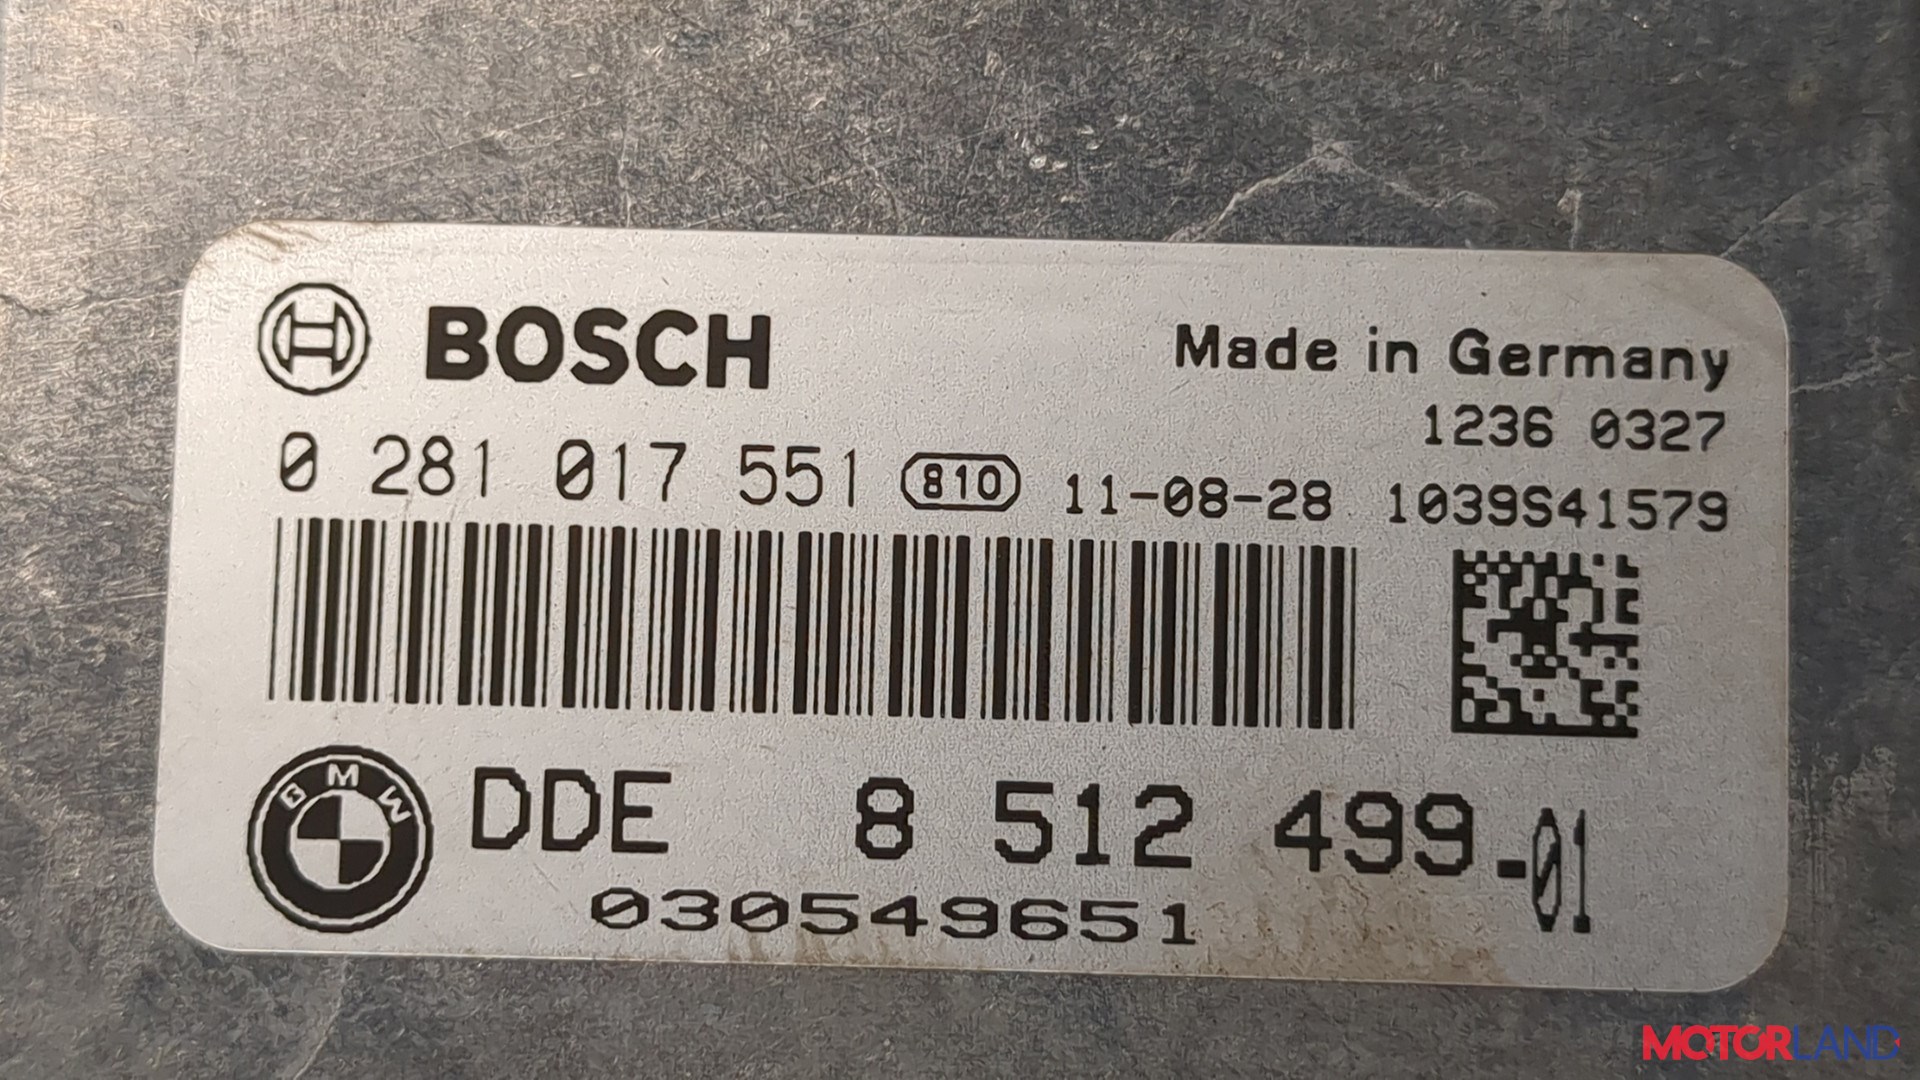 BOSCH
Made in Germany
1236 0327
0 281 017 551 810 11-08-28 1039S41579
BMW
DDE 8 512 499-01
030549651
MOTORLAND